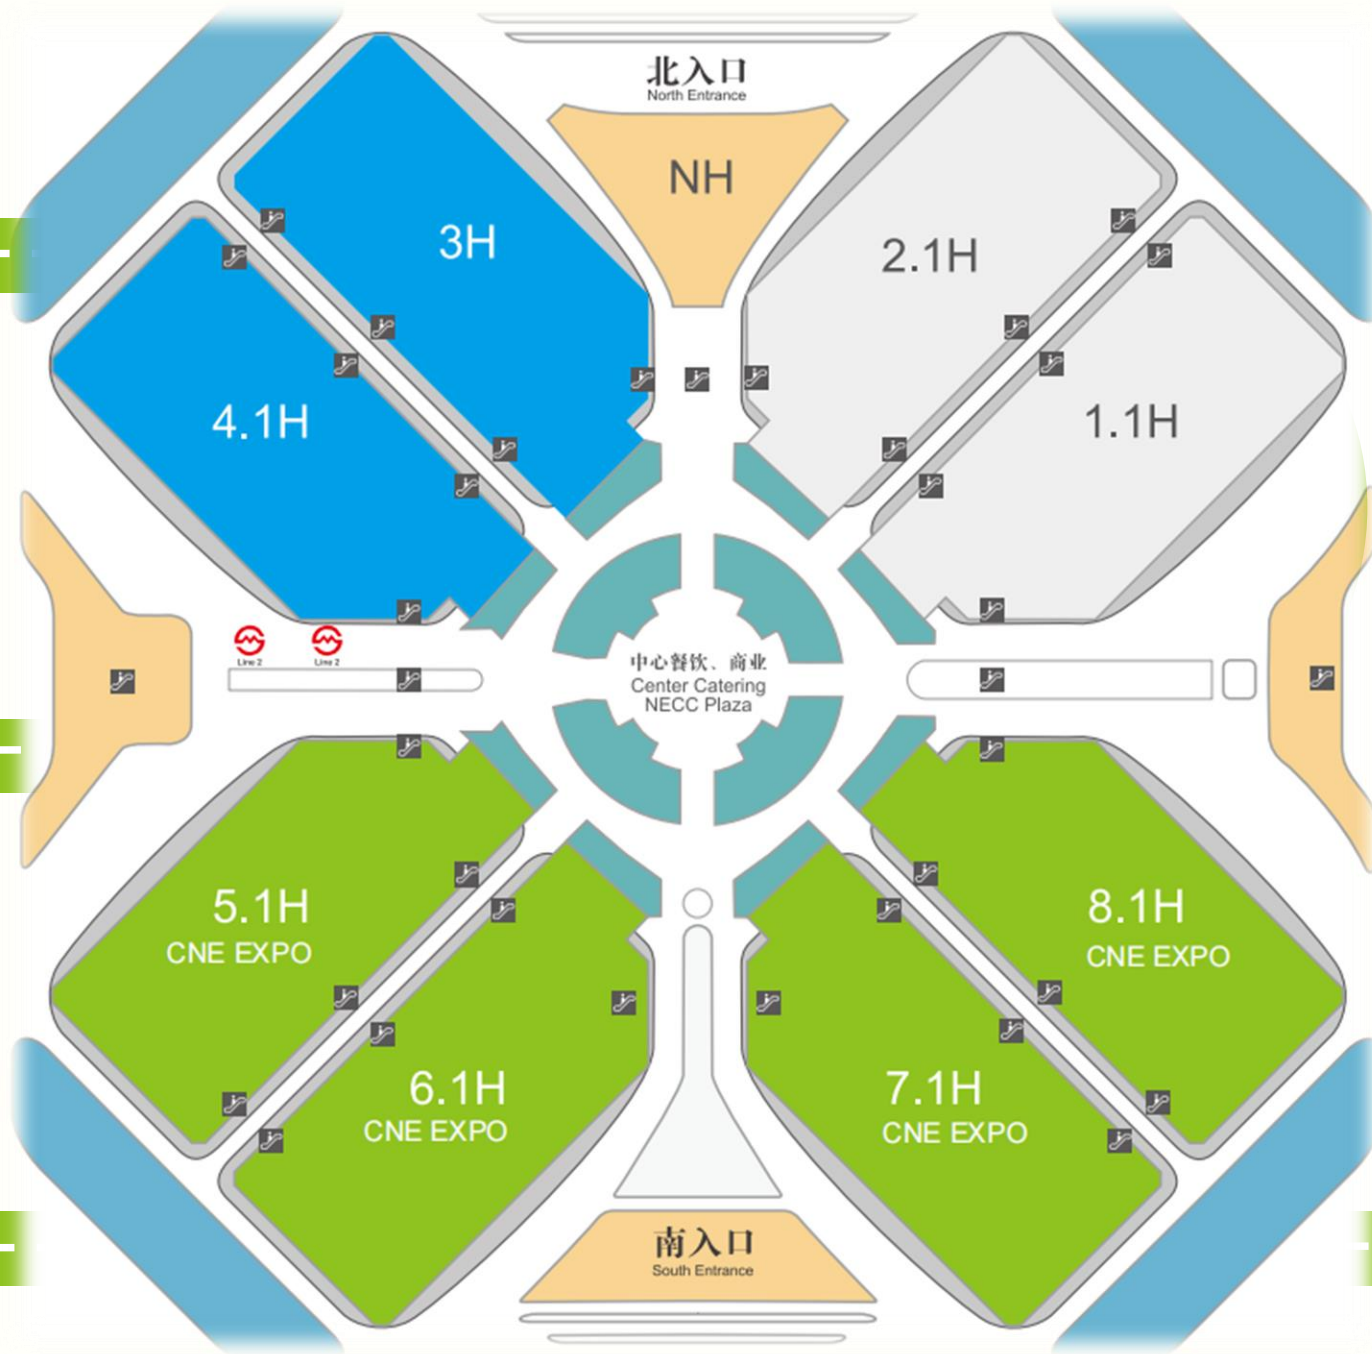 北入口
North Entrance
NH
3H
2.1H
4.1H
1.1H
Line 2
Line 2
中心餐饮、商业
Center Catering
NECC Plaza
5.1H
CNE EXPO
8.1H
CNE EXPO
6.1H
CNE EXPO
7.1H
CNE EXPO
南入口
South Entrance